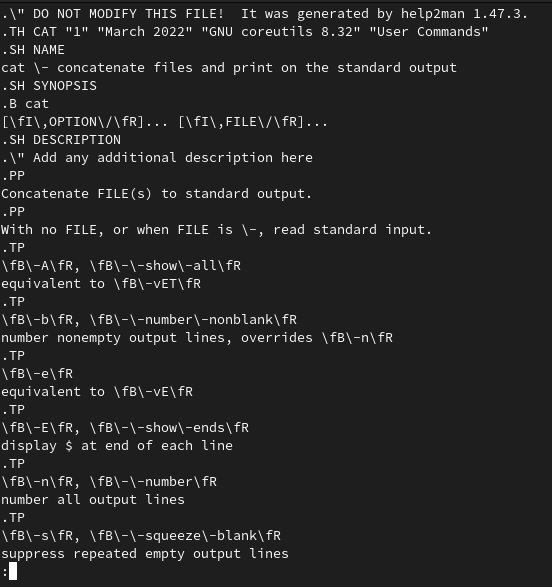 .\" DO NOT MODIFY THIS FILE!  It was generated by help2man 1.47.3.
.TH CAT "1" "March 2022" "GNU coreutils 8.32" "User Commands"
.SH NAME
cat \- concatenate files and print on the standard output
.SH SYNOPSIS
.B cat
[\fI\,OPTION\/\fR]... [\fI\,FILE\/\fR]...
.SH DESCRIPTION
.\" Add any additional description here
.PP
Concatenate FILE(s) to standard output.
.PP
With no FILE, or when FILE is \-, read standard input.
.TP
\fB\-A\fR, \fB\-\-show\-all\fR
equivalent to \fB\-vET\fR
.TP
\fB\-b\fR, \fB\-\-number\-nonblank\fR
number nonempty output lines, overrides \fB\-n\fR
.TP
\fB\-e\fR
equivalent to \fB\-vE\fR
.TP
\fB\-E\fR, \fB\-\-show\-ends\fR
display $ at end of each line
.TP
\fB\-n\fR, \fB\-\-number\fR
number all output lines
.TP
\fB\-s\fR, \fB\-\-squeeze\-blank\fR
suppress repeated empty output lines
: